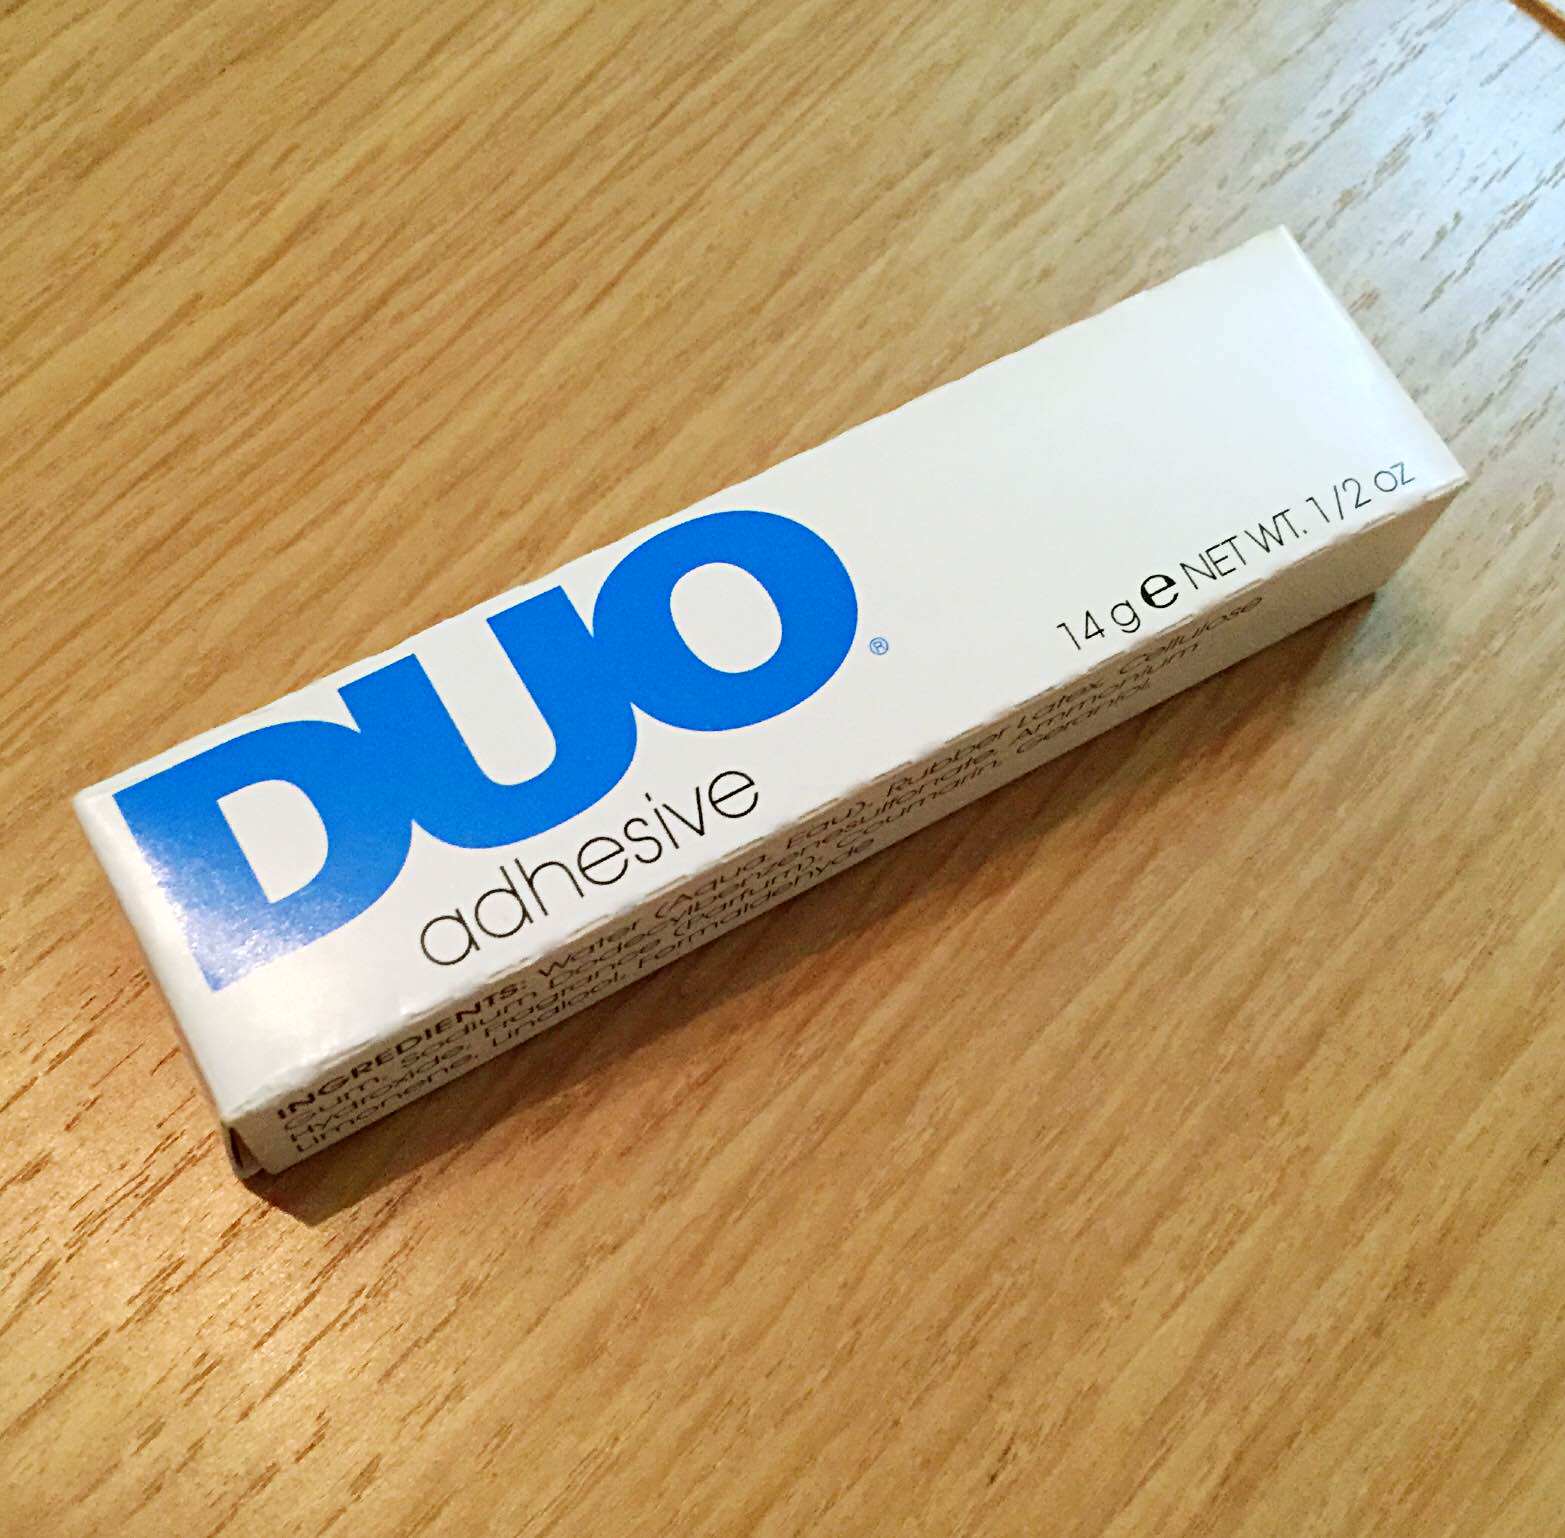 DUO®
adhesive
14 g e NET WT. 1/2 oz
INGREDIENTS: Water (Aqua, Eau), Rubber Latex, Cellulose
Gum, Sodium Dodecylbenzenesulfonate, Ammonium
Hydroxide, Fragrance (Parfum), Coumarin, Geraniol,
Limonene, Linalool, Formaldehyde